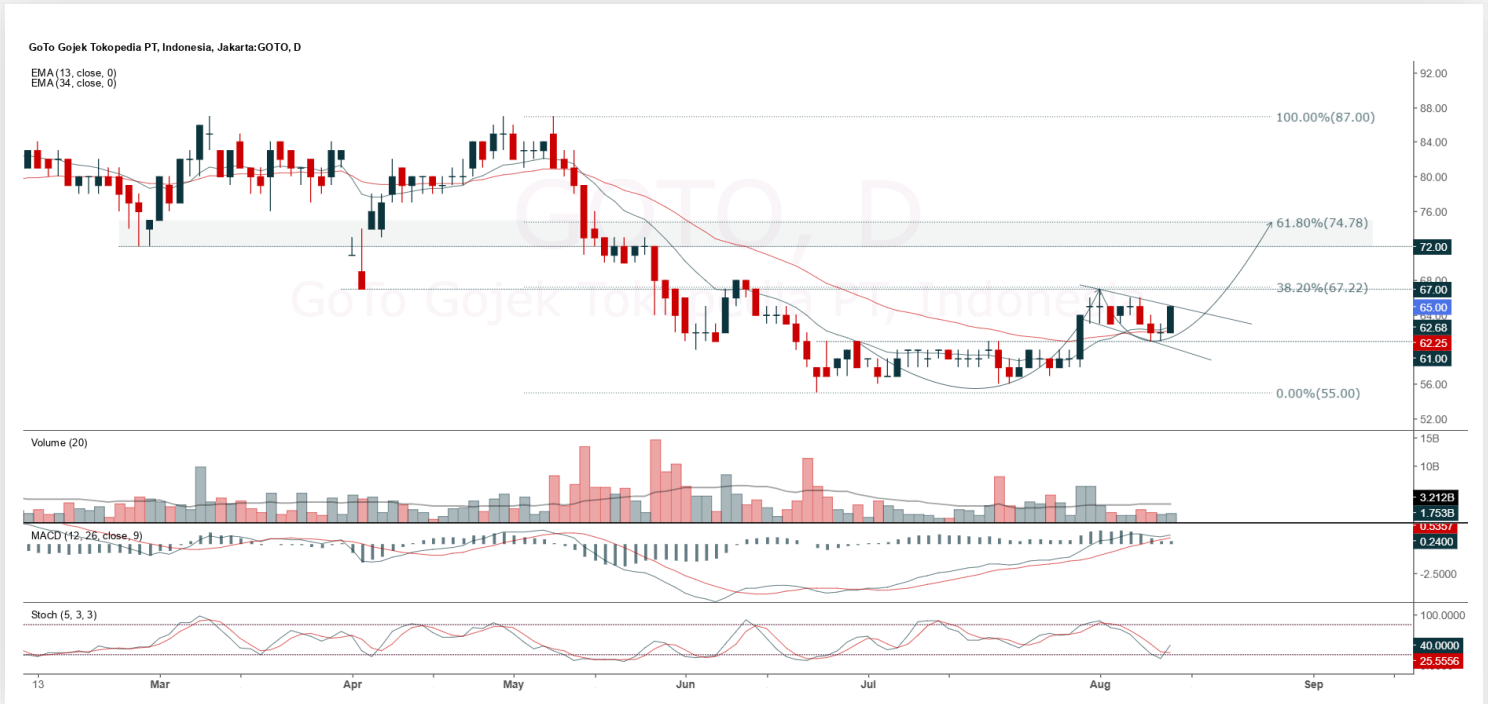 GoTo Gojek Tokopedia PT, Indonesia, Jakarta:GOTO, D
EMA (13, close, 0)
EMA (34, close, 0)
GOTO, D
GoTo Gojek Tokopedia PT, Indonesia
92.00
100.00%(87.00)
88.00
84.00
80.00
76.00
61.80%(74.78)
72.00
68.00
38.20%(67.22)
67.00
65.00
64.00
62.68
62.25
61.00
56.00
0.00%(55.00)
52.00
Volume (20)
15B
10B
3.212B
1.753B
MACD (12, 26, close, 9)
0.5357
0.2400
-2.5000
Stoch (5, 3, 3)
100.0000
40.0000
25.5556
13 Mar Apr May Jun Jul Aug Sep